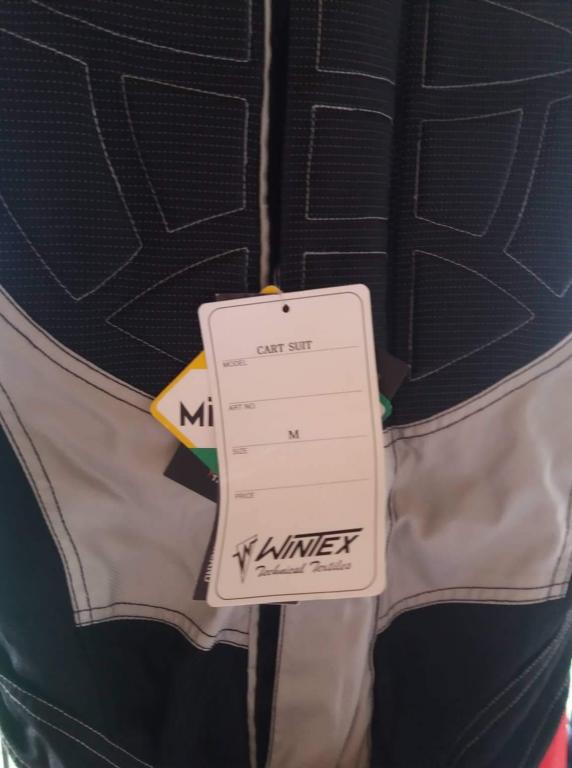 CART SUIT
MODEL
ART NO.
M
SIZE
PRICE
WINTEX
Technical Textiles
Mi